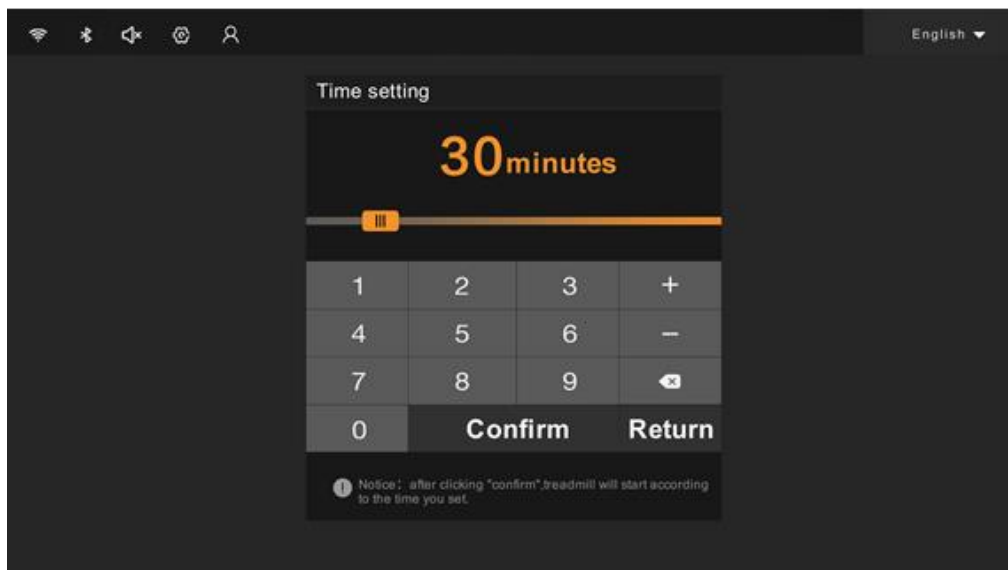 English
Time setting
30minutes
1 2 3 +
4 5 6 −
7 8 9
0 Confirm Return
Notice: after clicking "confirm",treadmill will start according
to the time you set.